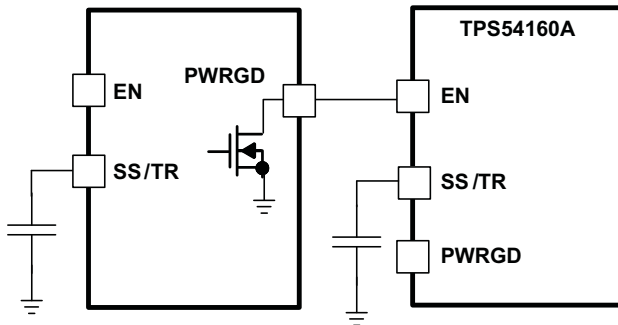 PWRGD
EN
SS/TR
TPS54160A
EN
SS/TR
PWRGD